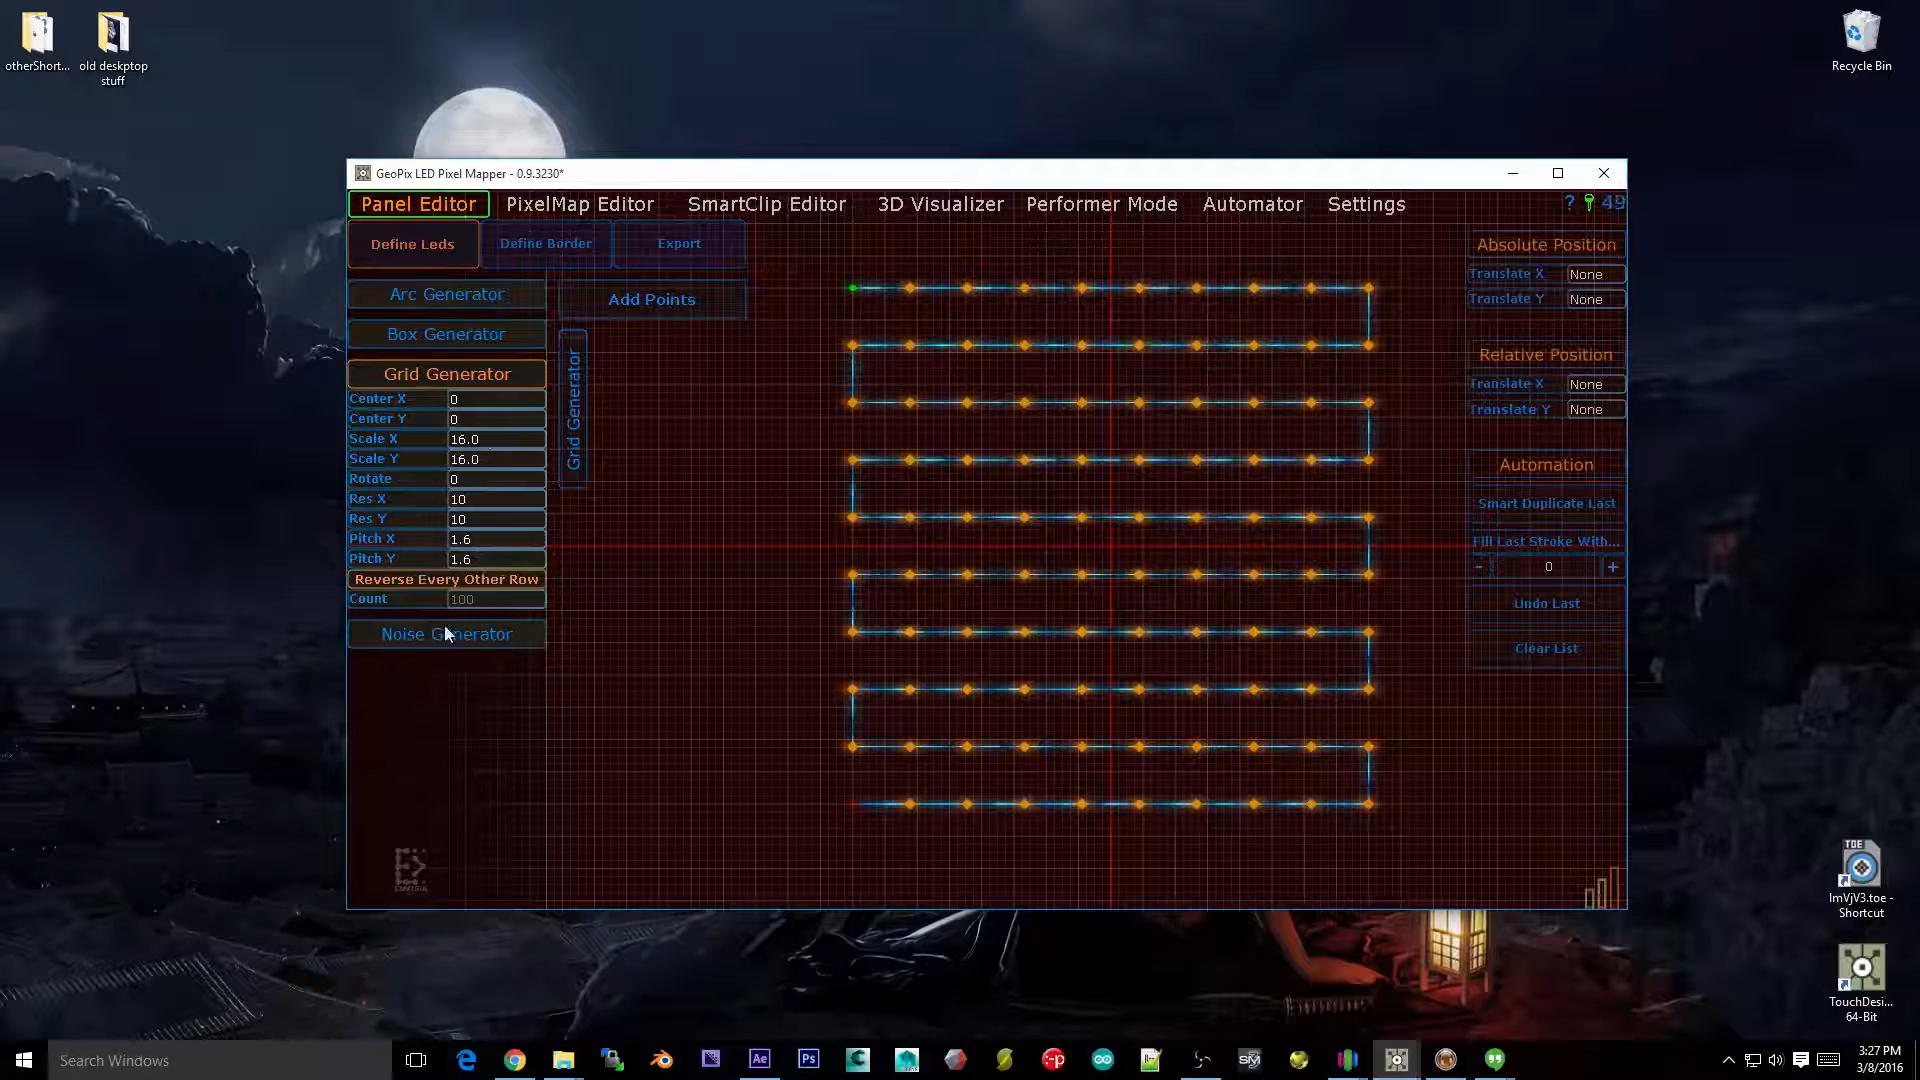 otherShort...
old deskptop
stuff
Recycle Bin
GeoPix LED Pixel Mapper - 0.9.3230*
Panel Editor
PixelMap Editor
SmartClip Editor
3D Visualizer
Performer Mode
Automator
Settings
?
49
Define Leds
Define Border
Export
Arc Generator
Box Generator
Grid Generator
Center X 0
Center Y 0
Scale X 16.0
Scale Y 16.0
Rotate 0
Res X 10
Res Y 10
Pitch X 1.6
Pitch Y 1.6
Reverse Every Other Row
Count 100
Noise Generator
Add Points
Grid Generator
Absolute Position
Translate X None
Translate Y None
Relative Position
Translate X None
Translate Y None
Automation
Smart Duplicate Last
Fill Last Stroke With...
- 0 +
Undo Last
Clear List
TOE
ImVjV3.toe -
Shortcut
TouchDesi...
64-Bit
Search Windows
Ae
Ps
SM
3:27 PM
3/8/2016